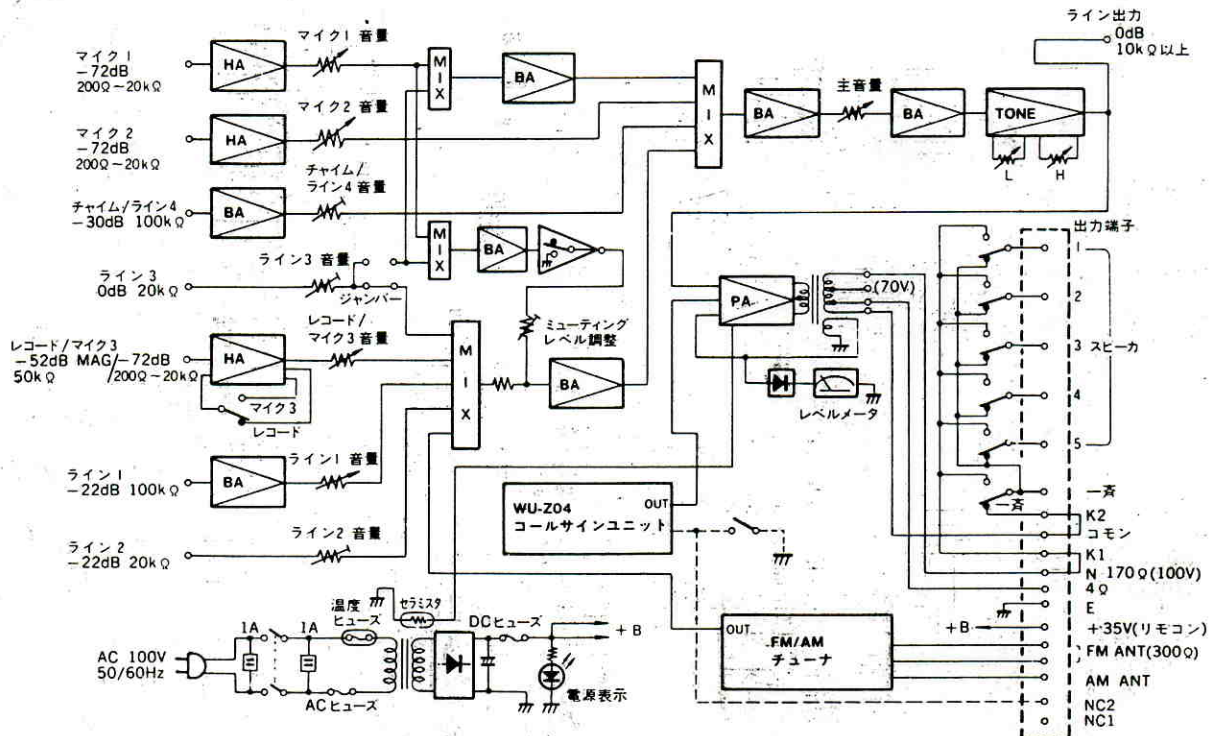 マイク1
-72dB
200Ω~20kΩ
HA
マイク1 音量
MIX
BA
MIX
BA
主音量
BA
TONE
L
H
ライン出力
0dB
10kΩ以上
マイク2
-72dB
200Ω~20kΩ
HA
マイク2 音量
チャイム/ライン4
-30dB 100kΩ
BA
チャイム/
ライン4 音量
MIX
BA
ライン3
0dB 20kΩ
ライン3 音量
ジャンパー
ミューティング
レベル調整
レコード/マイク3
-52dB MAG/-72dB
50kΩ /200Ω~20kΩ
HA
レコード/
マイク3 音量
マイク3
レコード
MIX
BA
ライン1
-22dB 100kΩ
BA
ライン1 音量
ライン2
-22dB 20kΩ
ライン2 音量
PA
(70V)
レベルメータ
WU-Z04
コールサインユニット
OUT
OUT
FM/AM
チューナ
AC 100V
50/60Hz
1A
1A
温度
ヒューズ
セラミスタ
ACヒューズ
DCヒューズ
+B
電源表示
出力端子
1
2
3 スピーカ
4
5
一斉
一斉
K2
コモン
K1
N 170Ω(100V)
4Ω
E
+B
+35V(リモコン)
FM ANT(300Ω)
AM ANT
NC2
NC1